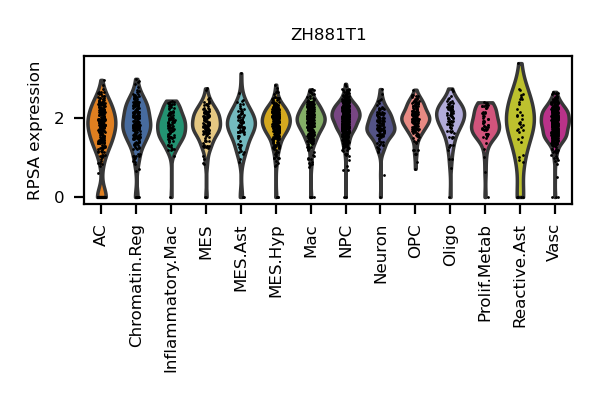 ZH881T1
RPSA expression
2
0
AC
Chromatin.Reg
Inflammatory.Mac
MES
MES.Ast
MES.Hyp
Mac
NPC
Neuron
OPC
Oligo
Prolif.Metab
Reactive.Ast
Vasc